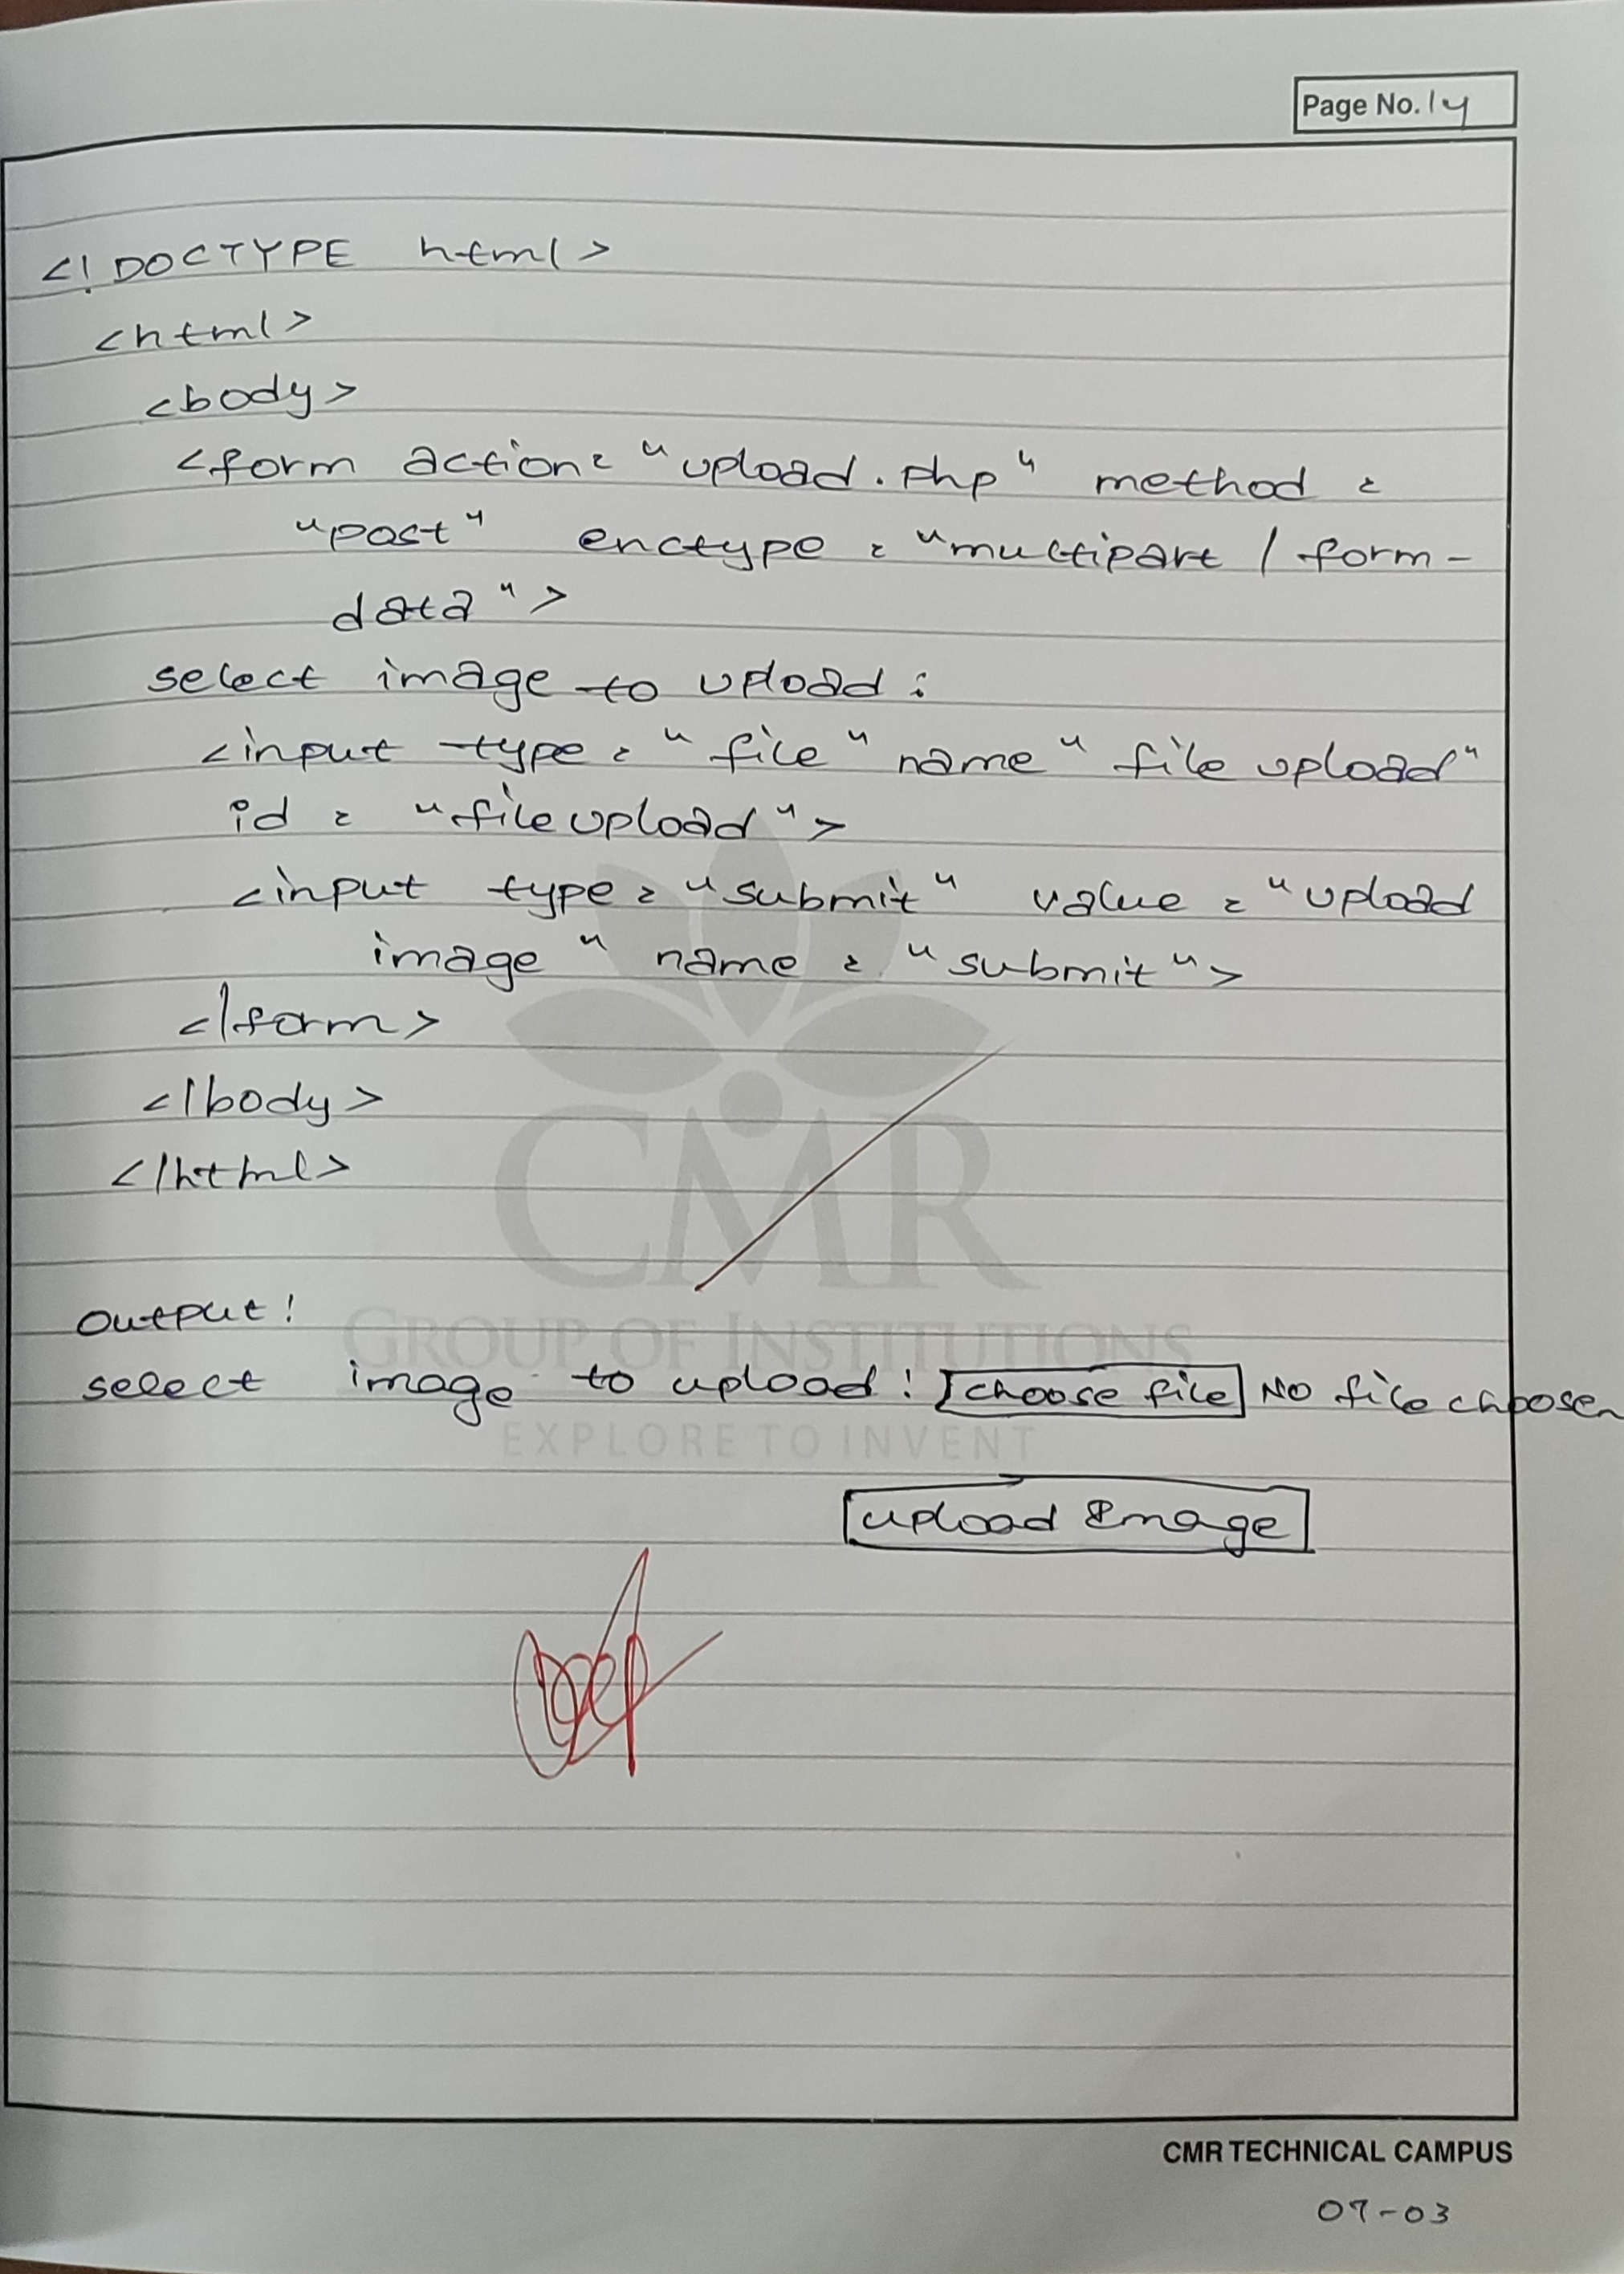 Page No. 14
<!DOCTYPE html>
<html>
<body>
<form action = "upload.php" method =
"post" enctype = "multipart / form-
data">
select image to upload :
<input type = "file" name "fileupload"
id = "fileupload">
<input type = "submit" value = "upload
image" name = "submit">
</form>
</body>
</html>
CMR
GROUP OF INSTITUTIONS
EXPLORE TO INVENT
output:
select image to upload : choose file No file choosen
upload Image
CMR TECHNICAL CAMPUS
07-03